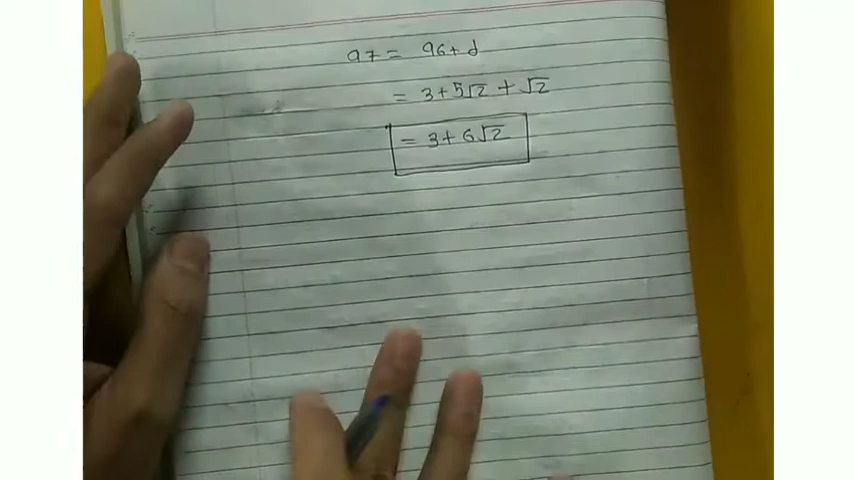 a7 = a6 + d
= 3 + 5√2 + √2
= 3 + 6√2